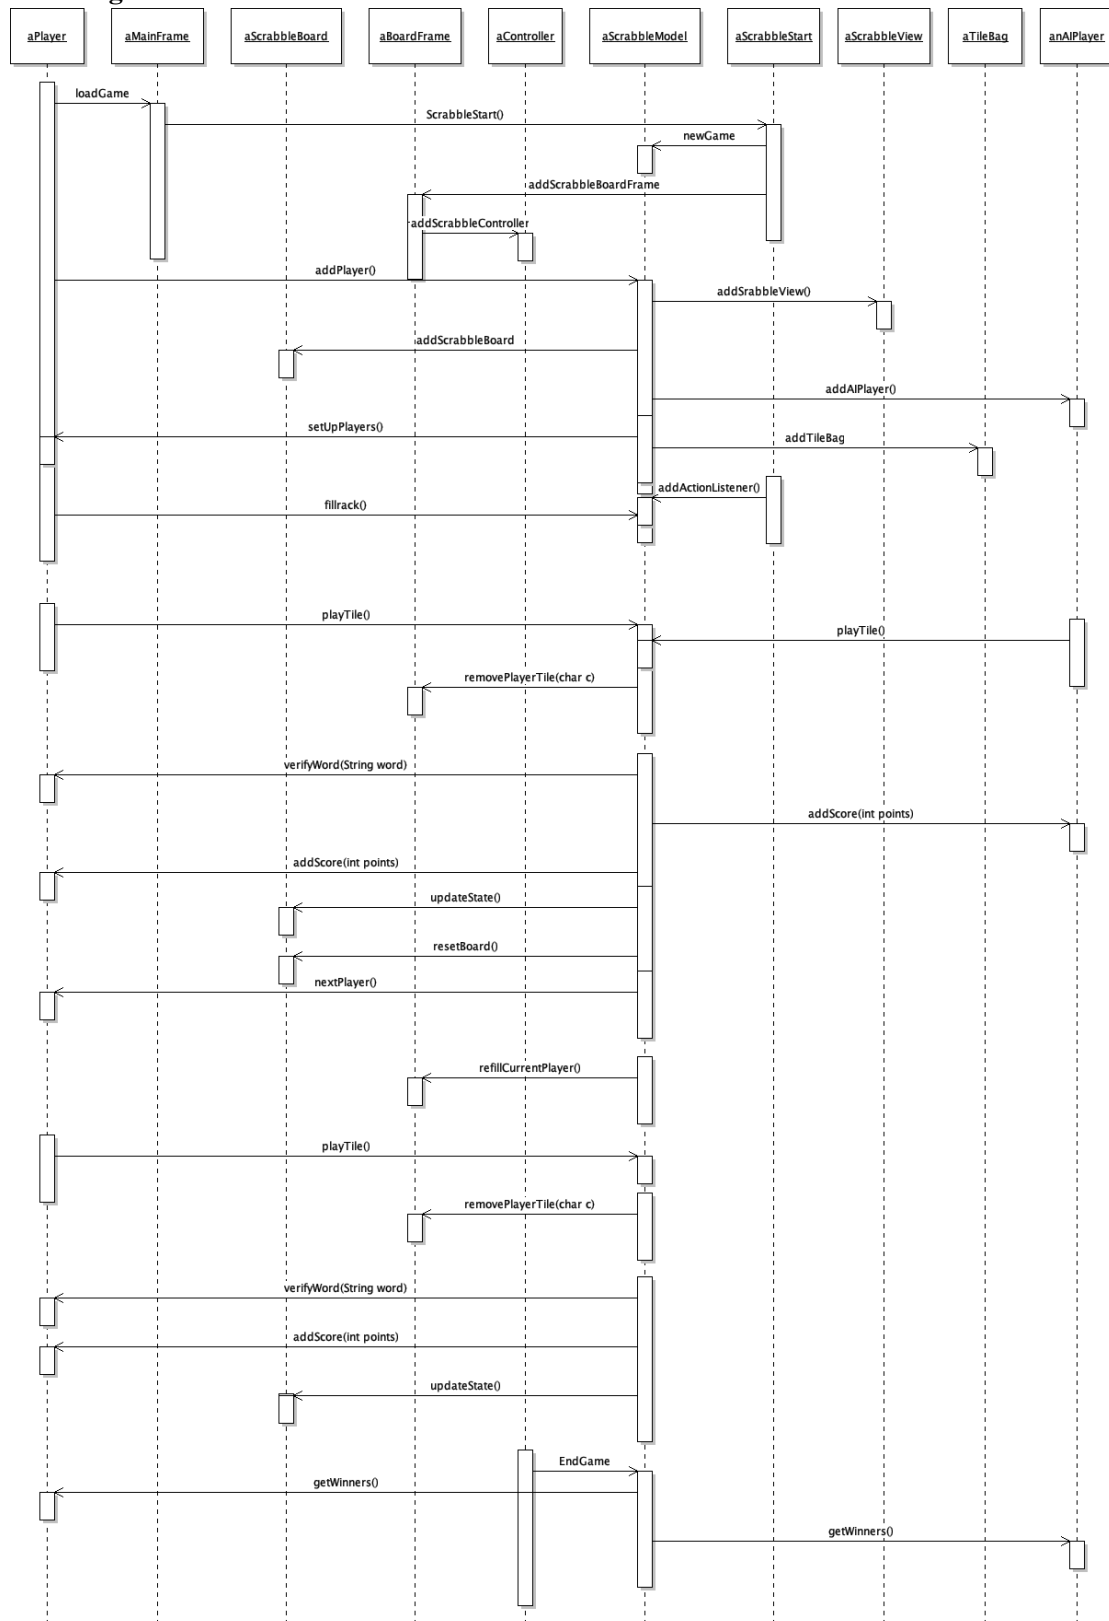 aPlayer aMainFrame aScrabbleBoard aBoardFrame aController aScrabbleModel aScrabbleStart aScrabbleView aTileBag anAIPlayer
loadGame
ScrabbleStart()
newGame
addScrabbleBoardFrame
addScrabbleController
addPlayer()
addSrabbleView()
addScrabbleBoard
addAIPlayer()
setUpPlayers()
addTileBag
addActionListener()
fillrack()
playTile()
playTile()
removePlayerTile(char c)
verifyWord(String word)
addScore(int points)
addScore(int points)
updateState()
resetBoard()
nextPlayer()
refillCurrentPlayer()
playTile()
removePlayerTile(char c)
verifyWord(String word)
addScore(int points)
updateState()
EndGame
getWinners()
getWinners()